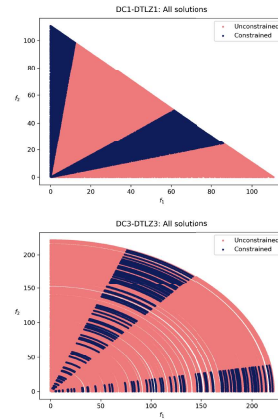 DC1-DTLZ1: All solutions
Unconstrained
Constrained
100
80
60
40
20
0
f2
0 20 40 60 80 100
f1
DC3-DTLZ3: All solutions
Unconstrained
Constrained
200
150
100
50
0
f2
0 50 100 150 200
f1